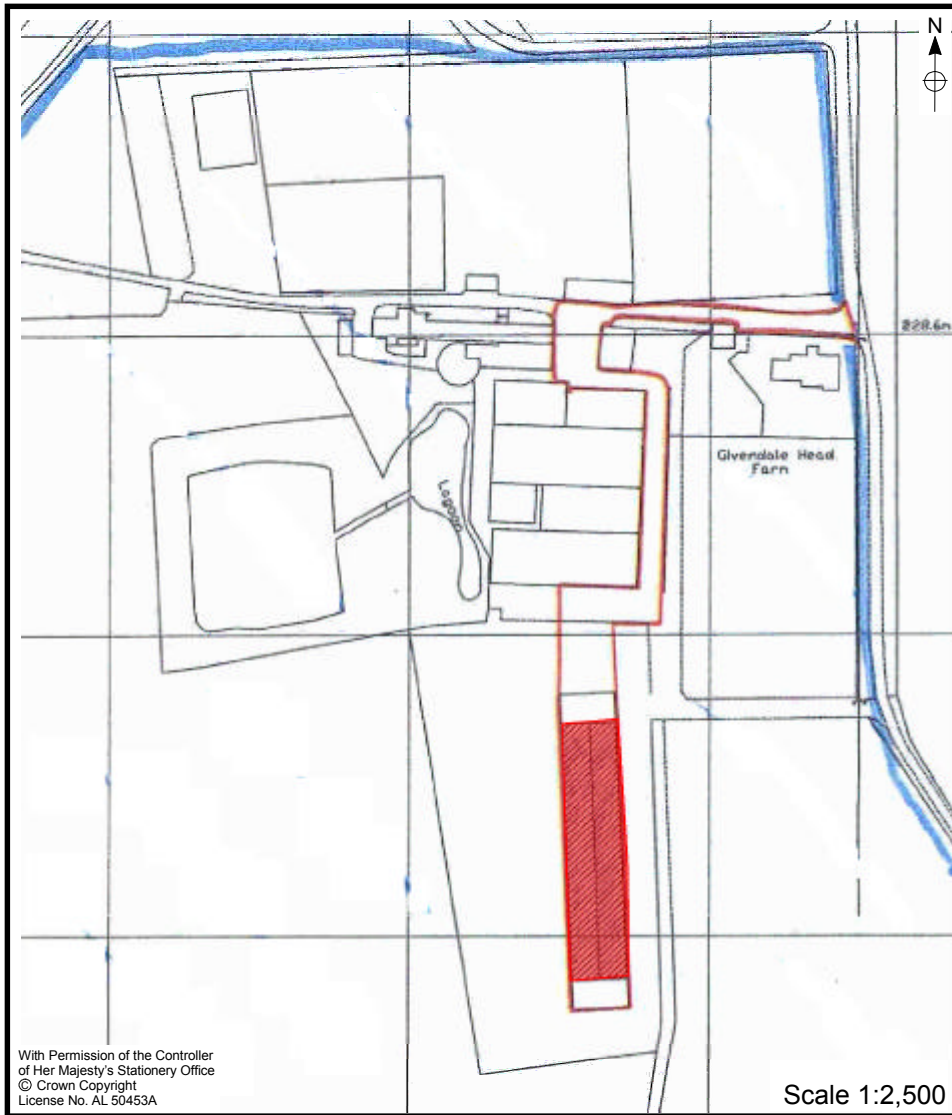 N
228.6m
Givendale Head
Farm
Lagoon
With Permission of the Controller
of Her Majesty's Stationery Office
© Crown Copyright
License No. AL 50453A
Scale 1:2,500